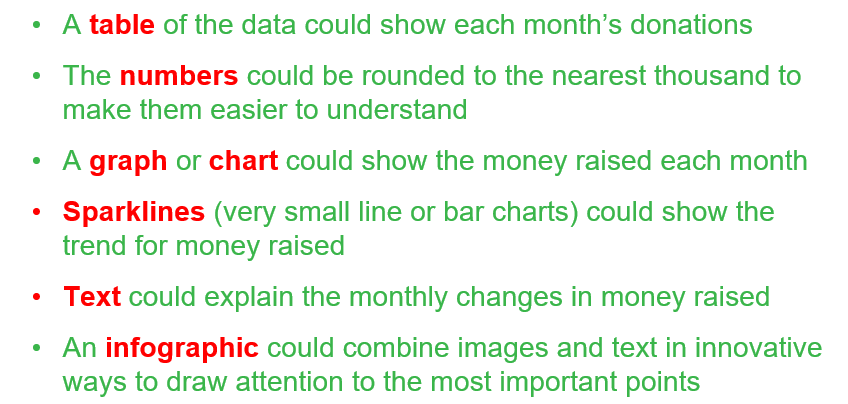 • A table of the data could show each month’s donations
• The numbers could be rounded to the nearest thousand to
make them easier to understand
• A graph or chart could show the money raised each month
• Sparklines (very small line or bar charts) could show the
trend for money raised
• Text could explain the monthly changes in money raised
• An infographic could combine images and text in innovative
ways to draw attention to the most important points